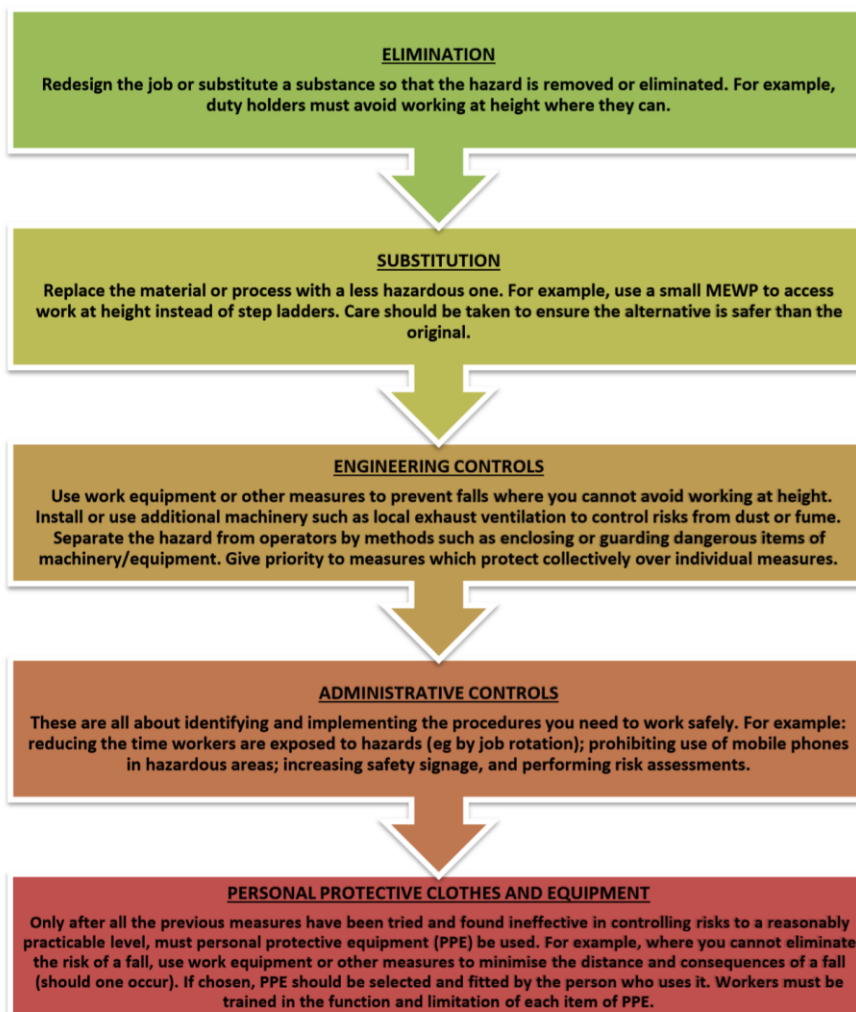 ELIMINATION
Redesign the job or substitute a substance so that the hazard is removed or eliminated. For example,
duty holders must avoid working at height where they can.
SUBSTITUTION
Replace the material or process with a less hazardous one. For example, use a small MEWP to access
work at height instead of step ladders. Care should be taken to ensure the alternative is safer than the
original.
ENGINEERING CONTROLS
Use work equipment or other measures to prevent falls where you cannot avoid working at height.
Install or use additional machinery such as local exhaust ventilation to control risks from dust or fume.
Separate the hazard from operators by methods such as enclosing or guarding dangerous items of
machinery/equipment. Give priority to measures which protect collectively over individual measures.
ADMINISTRATIVE CONTROLS
These are all about identifying and implementing the procedures you need to work safely. For example:
reducing the time workers are exposed to hazards (eg by job rotation); prohibiting use of mobile phones
in hazardous areas; increasing safety signage, and performing risk assessments.
PERSONAL PROTECTIVE CLOTHES AND EQUIPMENT
Only after all the previous measures have been tried and found ineffective in controlling risks to a reasonably
practicable level, must personal protective equipment (PPE) be used. For example, where you cannot eliminate
the risk of a fall, use work equipment or other measures to minimise the distance and consequences of a fall
(should one occur). If chosen, PPE should be selected and fitted by the person who uses it. Workers must be
trained in the function and limitation of each item of PPE.